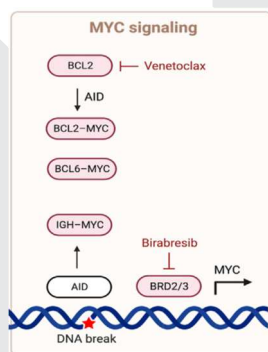 MYC signaling
BCL2
Venetoclax
AID
BCL2–MYC
BCL6–MYC
IGH–MYC
Birabresib
MYC
AID
BRD2/3
DNA break